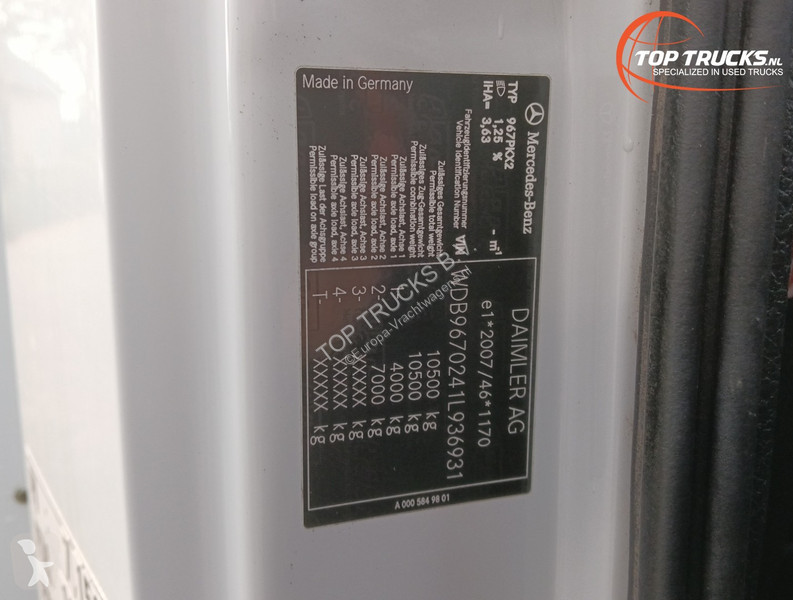 TOP TRUCKS.NL
SPECIALIZED IN USED TRUCKS
Mercedes-Benz
TYP 967PKX2
1,25 % - m⁻¹
IHA= 3,63
Fahrzeugidentifizierungsnummer
Vehicle Identification Number
Zulässiges Gesamtgewicht
Permissible total weight
Zulässiges Zug-Gesamtgewicht
Permissible combination weight
Zulässige Achslast, Achse 1
Permissible axle load, axle 1
Zulässige Achslast, Achse 2
Permissible axle load, axle 2
Zulässige Achslast, Achse 3
Permissible axle load, axle 3
Zulässige Achslast, Achse 4
Permissible axle load, axle 4
Zulässige Last der Achsgruppe
Permissible load on axle group
Made in Germany
DAIMLER AG
e1*2007/46*1170
WDB9670241L936931
10500 kg
10500 kg
1- 4000 kg
2- 7000 kg
3- XXXXX kg
4- XXXXX kg
T- XXXXX kg
A 000 584 98 01
TOP TRUCKS B.V.
©Europa-Vrachtwagen